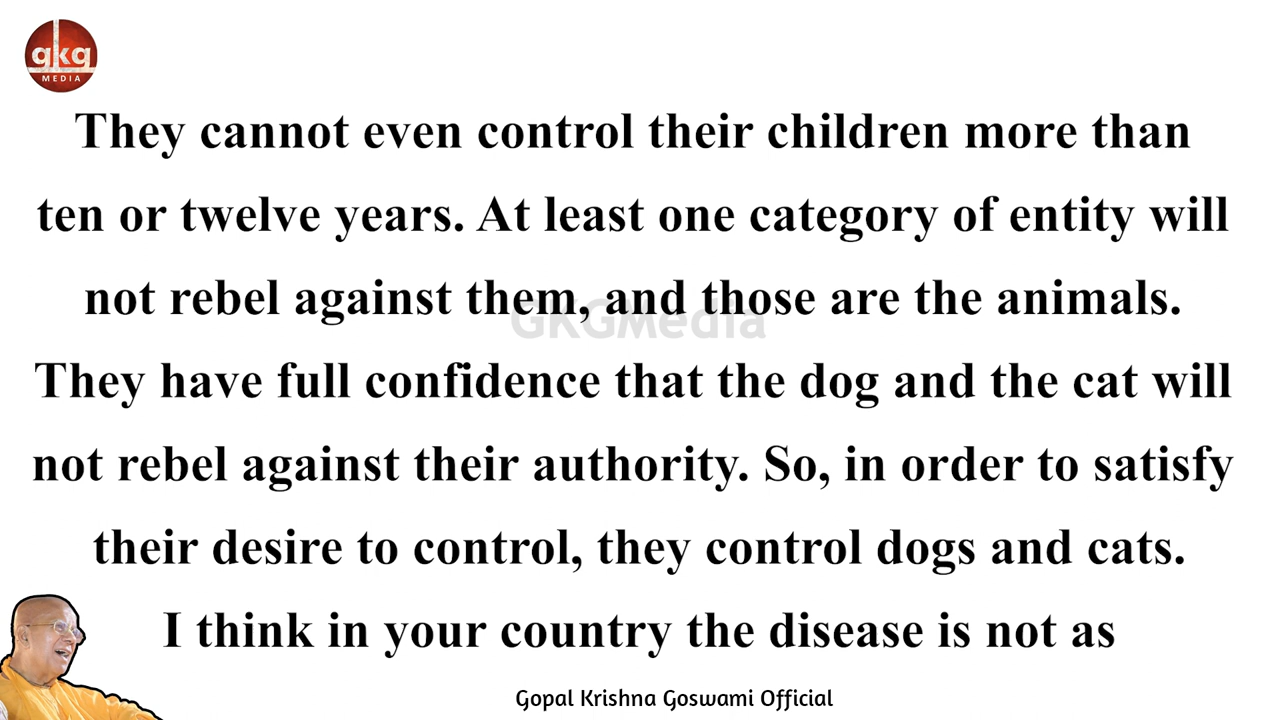 gkg
MEDIA
They cannot even control their children more than
ten or twelve years. At least one category of entity will
not rebel against them, and those are the animals.
GKGMedia
They have full confidence that the dog and the cat will
not rebel against their authority. So, in order to satisfy
their desire to control, they control dogs and cats.
I think in your country the disease is not as
Gopal Krishna Goswami Official